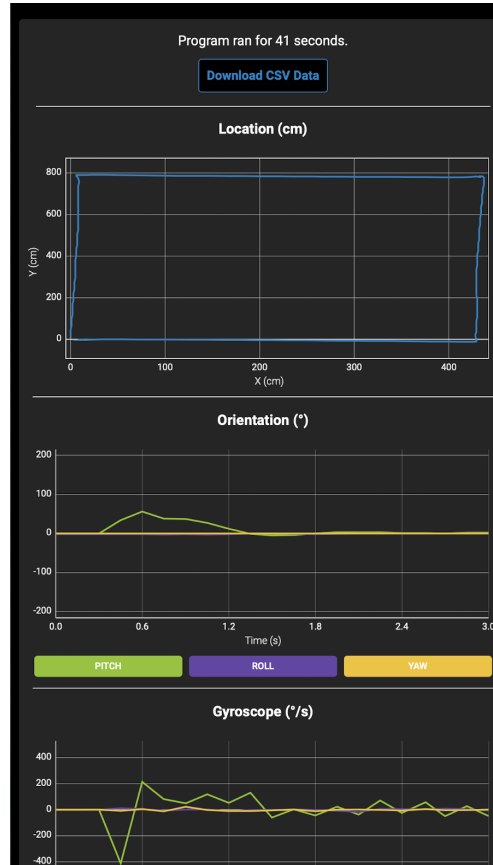 Program ran for 41 seconds.
Download CSV Data
Location (cm)
800
600
400
200
0
Y (cm)
0 100 200 300 400
X (cm)
Orientation (°)
200
100
0
-100
-200
0.0 0.6 1.2 1.8 2.4 3.0
Time (s)
PITCH ROLL YAW
Gyroscope (°/s)
400
200
0
-200
-400